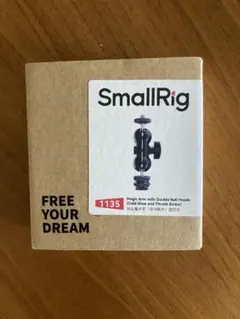 SmallRig
1135
Magic Arm with Double Ball Heads
(Cold Shoe and Thumb Screw)
FREE
YOUR
DREAM